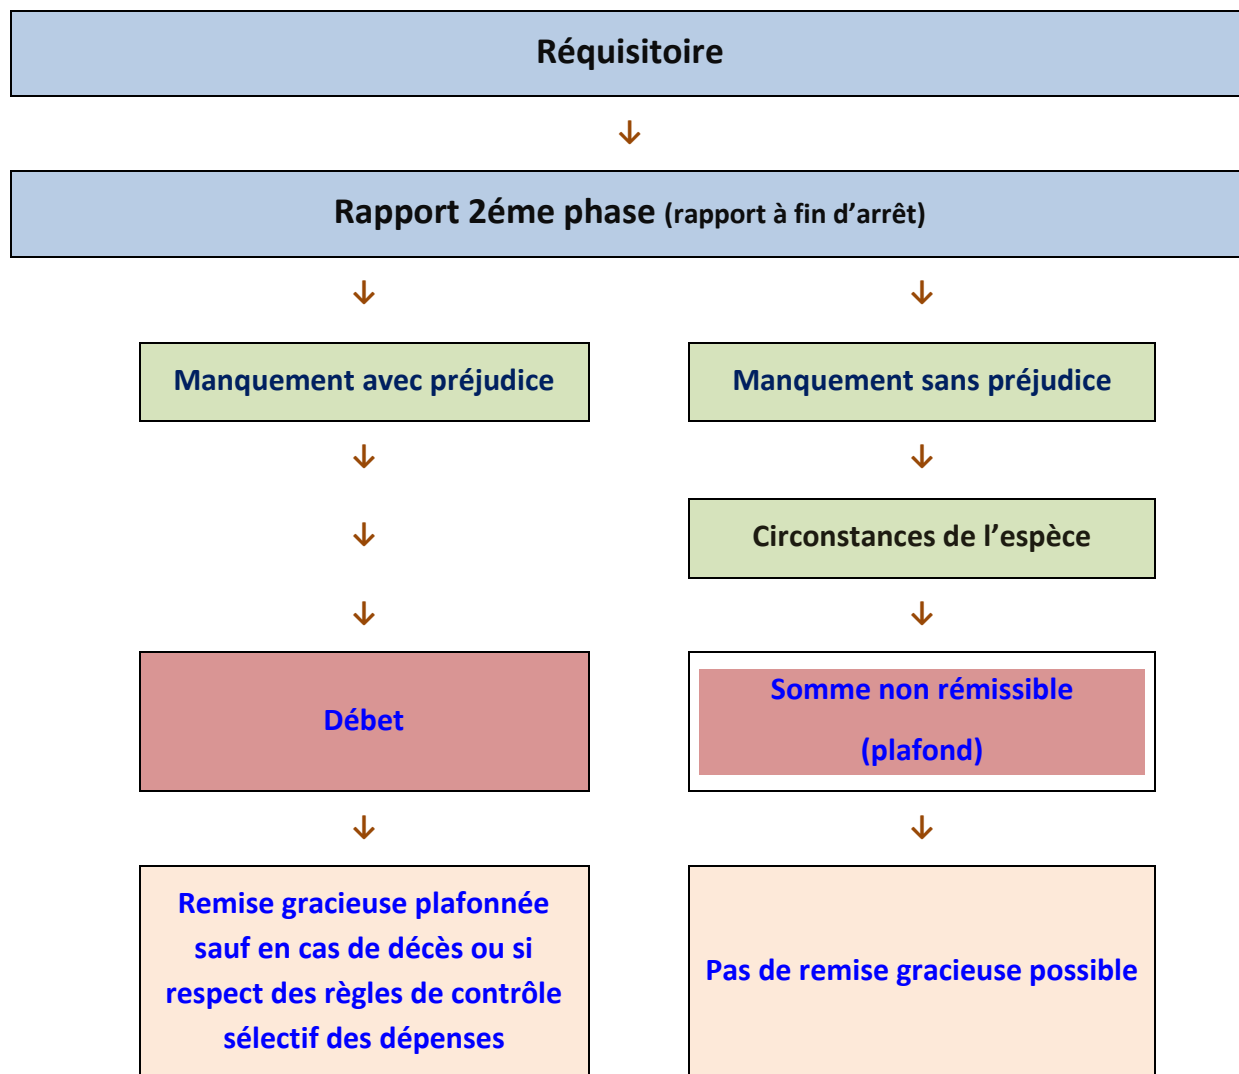 Réquisitoire
Rapport 2éme phase (rapport à fin d’arrêt)
Manquement avec préjudice
Manquement sans préjudice
Circonstances de l’espèce
Débet
Somme non rémissible
(plafond)
Remise gracieuse plafonnée
sauf en cas de décès ou si
respect des règles de contrôle
sélectif des dépenses
Pas de remise gracieuse possible